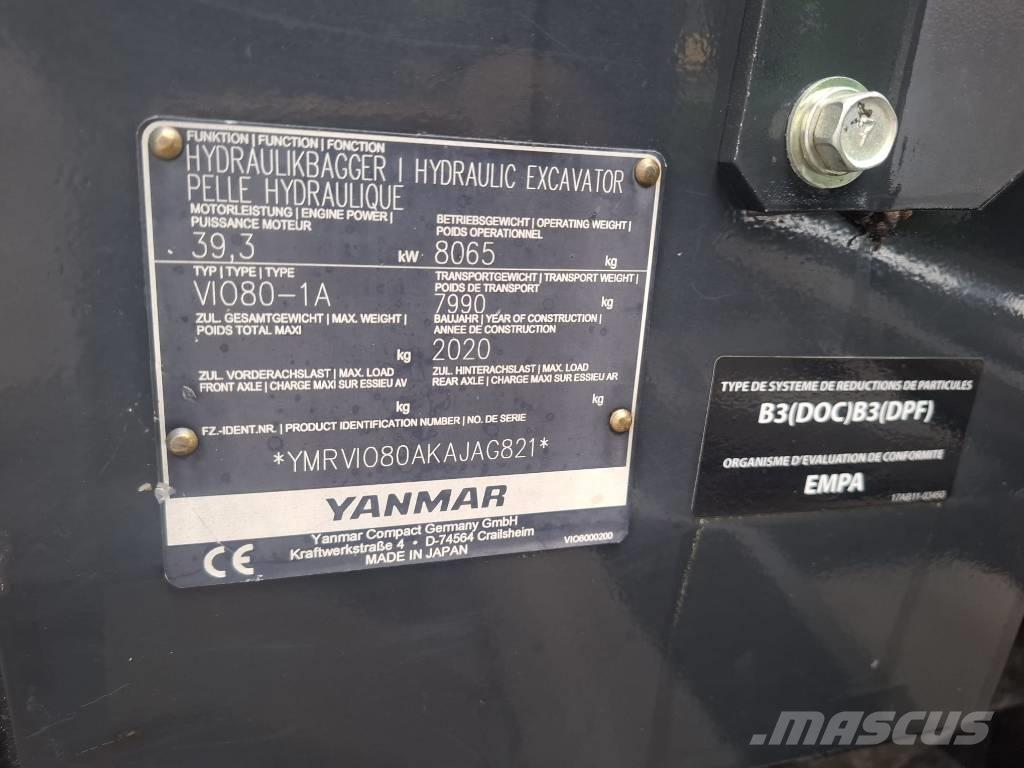 FUNKTION | FUNCTION | FONCTION
HYDRAULIKBAGGER | HYDRAULIC EXCAVATOR
PELLE HYDRAULIQUE
MOTORLEISTUNG | ENGINE POWER |
PUISSANCE MOTEUR
39,3 kW
BETRIEBSGEWICHT | OPERATING WEIGHT |
POIDS OPERATIONNEL
8065 kg
TYP | TYPE | TYPE
VIO80-1A
TRANSPORTGEWICHT | TRANSPORT WEIGHT |
POIDS DE TRANSPORT
7990 kg
ZUL. GESAMTGEWICHT | MAX. WEIGHT |
POIDS TOTAL MAXI
kg
BAUJAHR | YEAR OF CONSTRUCTION |
ANNEE DE CONSTRUCTION
2020
ZUL. VORDERACHSLAST | MAX. LOAD
FRONT AXLE | CHARGE MAXI SUR ESSIEU AV
kg
ZUL. HINTERACHSLAST | MAX. LOAD
REAR AXLE | CHARGE MAXI SUR ESSIEU AR
kg
FZ.-IDENT.NR. | PRODUCT IDENTIFICATION NUMBER | NO. DE SERIE
*YMRVIO80AKAJAG821*
YANMAR
Yanmar Compact Germany GmbH
Kraftwerkstraße 4 • D-74564 Crailsheim
MADE IN JAPAN
VIO6000200
CE
TYPE DE SYSTEME DE REDUCTIONS DE PARTICULES
B3(DOC)B3(DPF)
ORGANISME D'EVALUATION DE CONFORMITE
EMPA
17AB11-03460
MASCUS